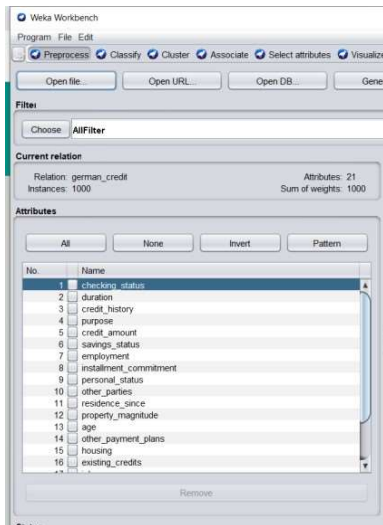 Weka Workbench
Program File Edit
Preprocess Classify Cluster Associate Select attributes Visualize
Open file... Open URL... Open DB... Gene
Filter
Choose AllFilter
Current relation
Relation: german_credit Attributes: 21
Instances: 1000 Sum of weights: 1000
Attributes
All None Invert Pattern
No. Name
1 checking_status
2 duration
3 credit_history
4 purpose
5 credit_amount
6 savings_status
7 employment
8 installment_commitment
9 personal_status
10 other_parties
11 residence_since
12 property_magnitude
13 age
14 other_payment_plans
15 housing
16 existing_credits
Remove